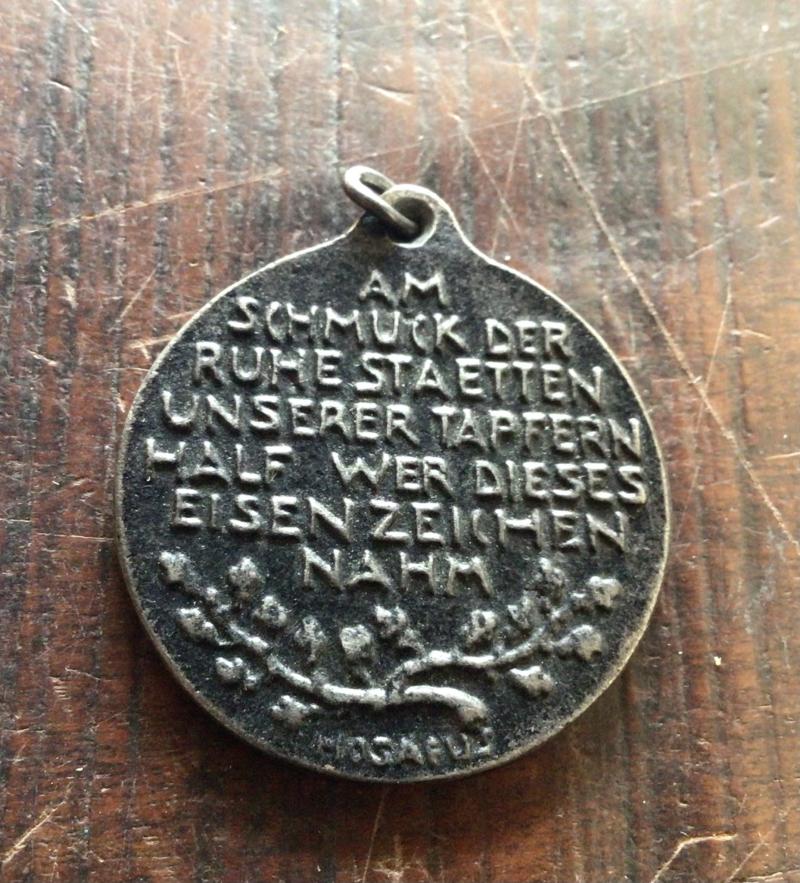 AM
SCHMUCK DER
RUHE STAETTEN
UNSERER TAPFERN
HALF WER DIESES
EISEN ZEICHEN
NAHM